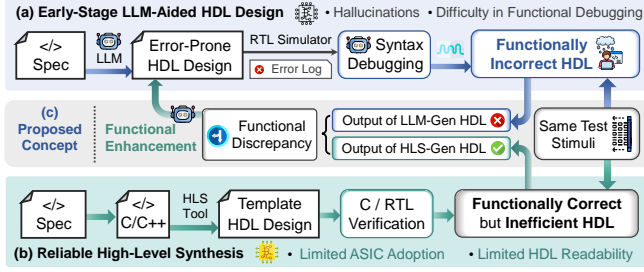 (a) Early-Stage LLM-Aided HDL Design • Hallucinations • Difficulty in Functional Debugging
</>
Spec
LLM
Error-Prone
HDL Design
RTL Simulator
Error Log
Syntax
Debugging
Functionally
Incorrect HDL
(c)
Proposed
Concept
Functional
Enhancement
Functional
Discrepancy
Output of LLM-Gen HDL
Output of HLS-Gen HDL
Same Test
Stimuli
</>
Spec
</>
C/C++
HLS
Tool
Template
HDL Design
C / RTL
Verification
Functionally Correct
but Inefficient HDL
(b) Reliable High-Level Synthesis • Limited ASIC Adoption • Limited HDL Readability